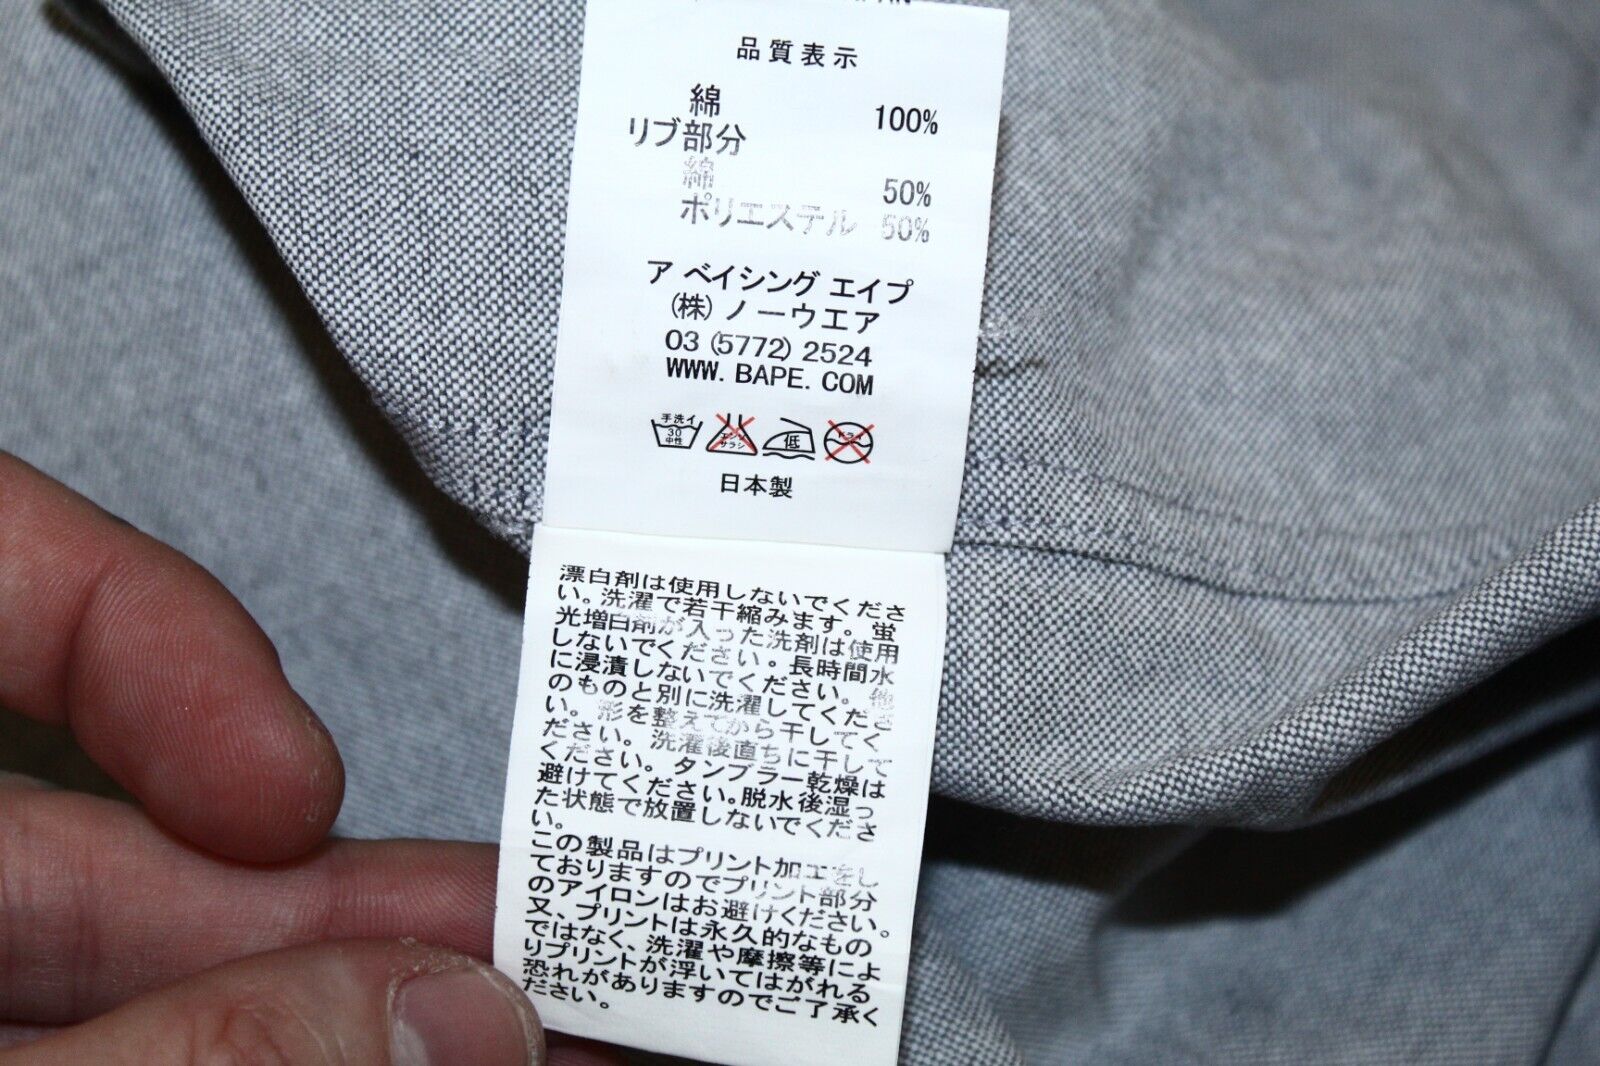 品質表示
綿 100%
リブ部分
綿 50%
ポリエステル 50%
ア ベイシング エイプ
(株) ノーウエア
03 (5772) 2524
WWW. BAPE. COM
手洗イ
30
中性
エンソ
サラシ
低
ドライ
日本製
漂白剤は使用しないでくださ
い。洗濯で若干縮みます。蛍
光増白剤が入った洗剤は使用
しないでください。長時間水
に浸漬しないでください。他
のものと別に洗濯してくださ
い。形を整えてから干してく
ださい。洗濯後直ちに干して
ください。タンブラー乾燥は
避けてください。脱水後湿っ
た状態で放置しないでくださ
い。
この製品はプリント加工をし
ておりますのでプリント部分
のアイロンはお避けください。
又、プリントは永久的なもの
ではなく、洗濯や摩擦等によ
りプリントが浮いてはがれる
恐れがありますのでご了承く
ださい。